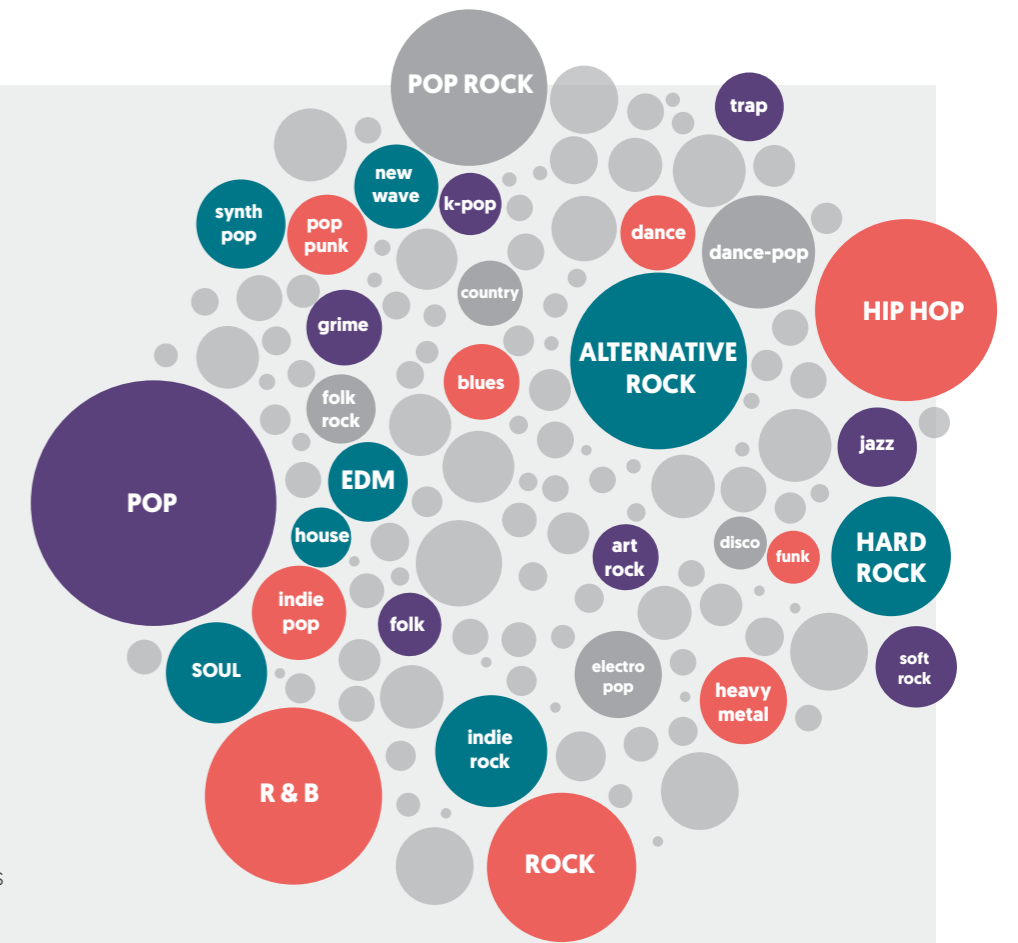 POP ROCK
trap
new
wave
k-pop
synth
pop
pop
punk
dance
dance-pop
country
HIP HOP
grime
ALTERNATIVE
ROCK
blues
folk
rock
jazz
EDM
POP
house
art
rock
disco
funk
HARD
ROCK
indie
pop
folk
SOUL
electro
pop
soft
rock
heavy
metal
indie
rock
R & B
ROCK
s